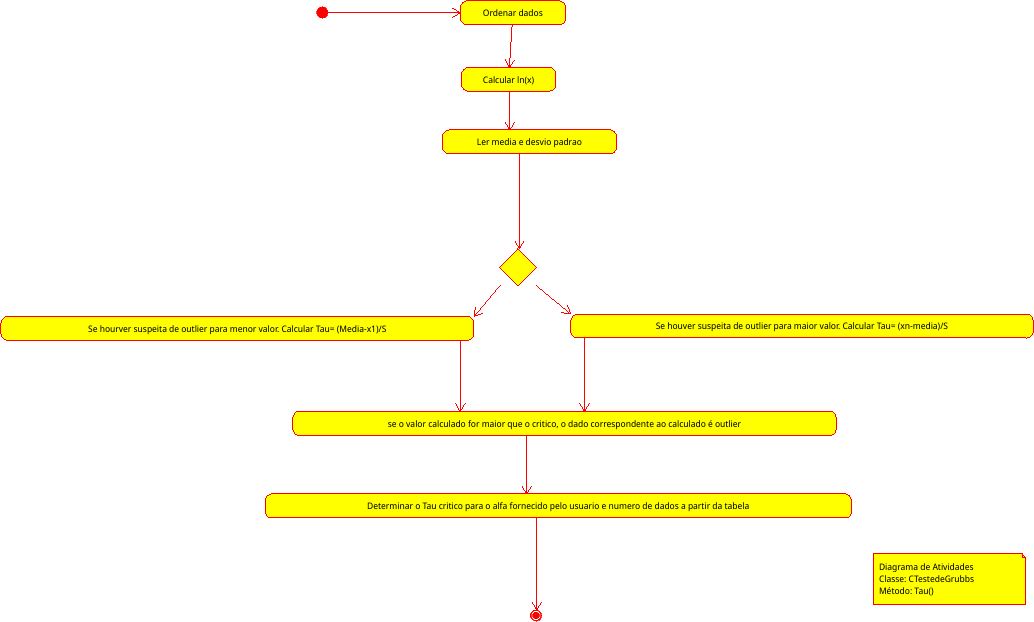 Ordenar dados
Calcular ln(x)
Ler media e desvio padrao
Se hourver suspeita de outlier para menor valor. Calcular Tau= (Media-x1)/S
Se houver suspeita de outlier para maior valor. Calcular Tau= (xn-media)/S
se o valor calculado for maior que o critico, o dado correspondente ao calculado é outlier
Determinar o Tau critico para o alfa fornecido pelo usuario e numero de dados a partir da tabela
Diagrama de Atividades
Classe: CTestedeGrubbs
Método: Tau()